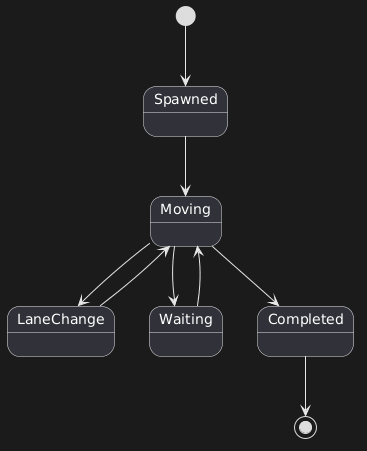 Spawned
Moving
LaneChange
Waiting
Completed